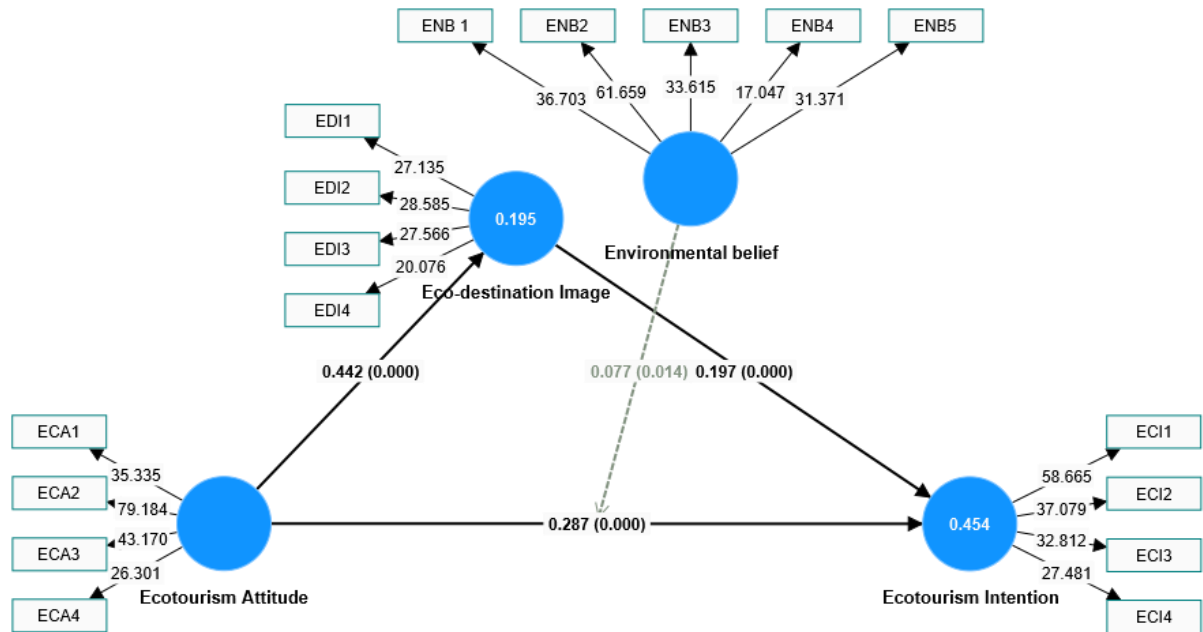 ENB 1
ENB2
ENB3
ENB4
ENB5
36.703
61.659
33.615
17.047
31.371
EDI1
EDI2
EDI3
EDI4
27.135
28.585
27.566
20.076
0.195
Eco-destination Image
Environmental belief
0.442 (0.000)
0.077 (0.014)
0.197 (0.000)
ECA1
ECA2
ECA3
ECA4
35.335
79.184
43.170
26.301
Ecotourism Attitude
0.287 (0.000)
0.454
Ecotourism Intention
58.665
37.079
32.812
27.481
ECI1
ECI2
ECI3
ECI4